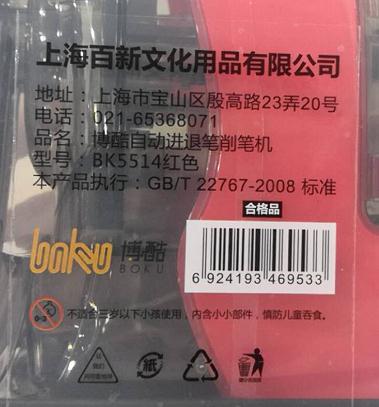 上海百新文化用品有限公司
地址：上海市宝山区殷高路23弄20号
电话：021-65368071
品名：博酷自动进退笔削笔机
型号：BK5514红色
本产品执行：GB/T 22767-2008 标准
合格品
boku 博酷
BOKU
6 924193 469533
0-3
不适合三岁以下小孩使用，内含小小部件，慎防儿童吞食。
紙